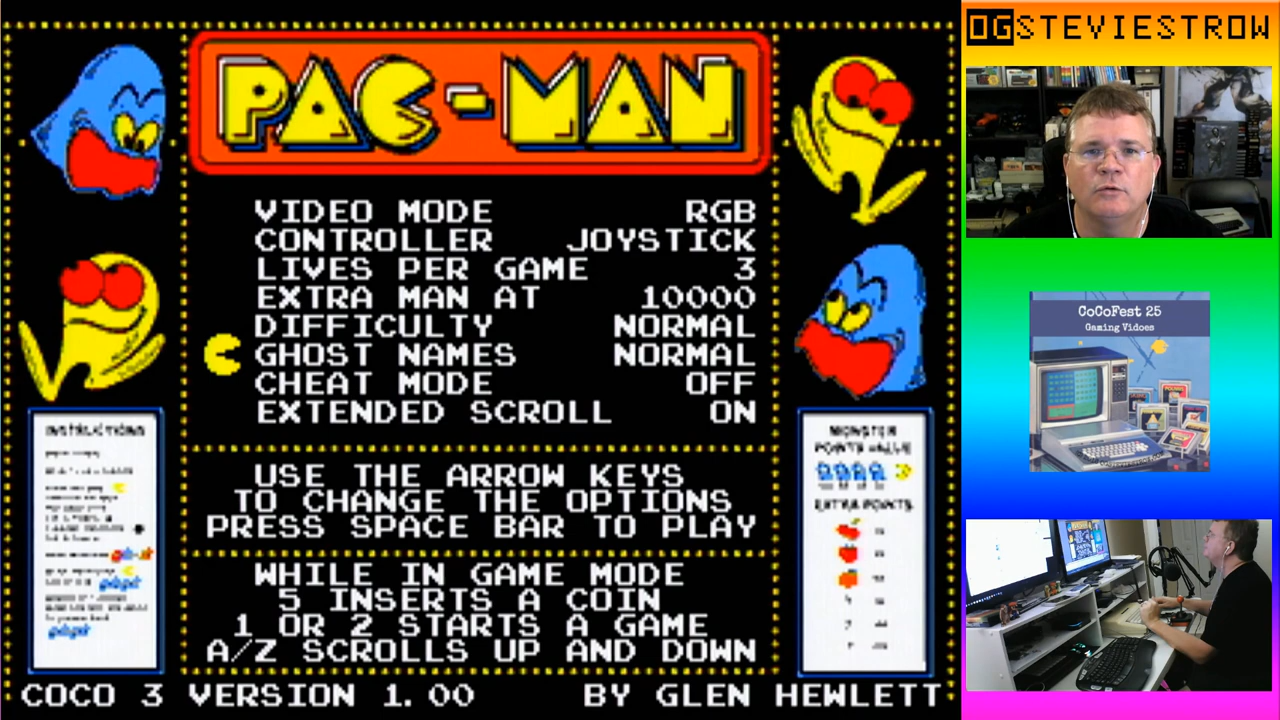 OGSTEVIESTROW
PAC-MAN
VIDEO MODE RGB
CONTROLLER JOYSTICK
LIVES PER GAME 3
EXTRA MAN AT 10000
DIFFICULTY NORMAL
GHOST NAMES NORMAL
CHEAT MODE OFF
EXTENDED SCROLL ON
USE THE ARROW KEYS
TO CHANGE THE OPTIONS
PRESS SPACE BAR TO PLAY
WHILE IN GAME MODE
5 INSERTS A COIN
1 OR 2 STARTS A GAME
A/Z SCROLLS UP AND DOWN
COCO 3 VERSION 1.00 BY GLEN HEWLETT
INSTRUCTIONS
MONSTER
POINTS VALUE
EXTRA POINTS
CoCoFest 25
Gaming Vidoes